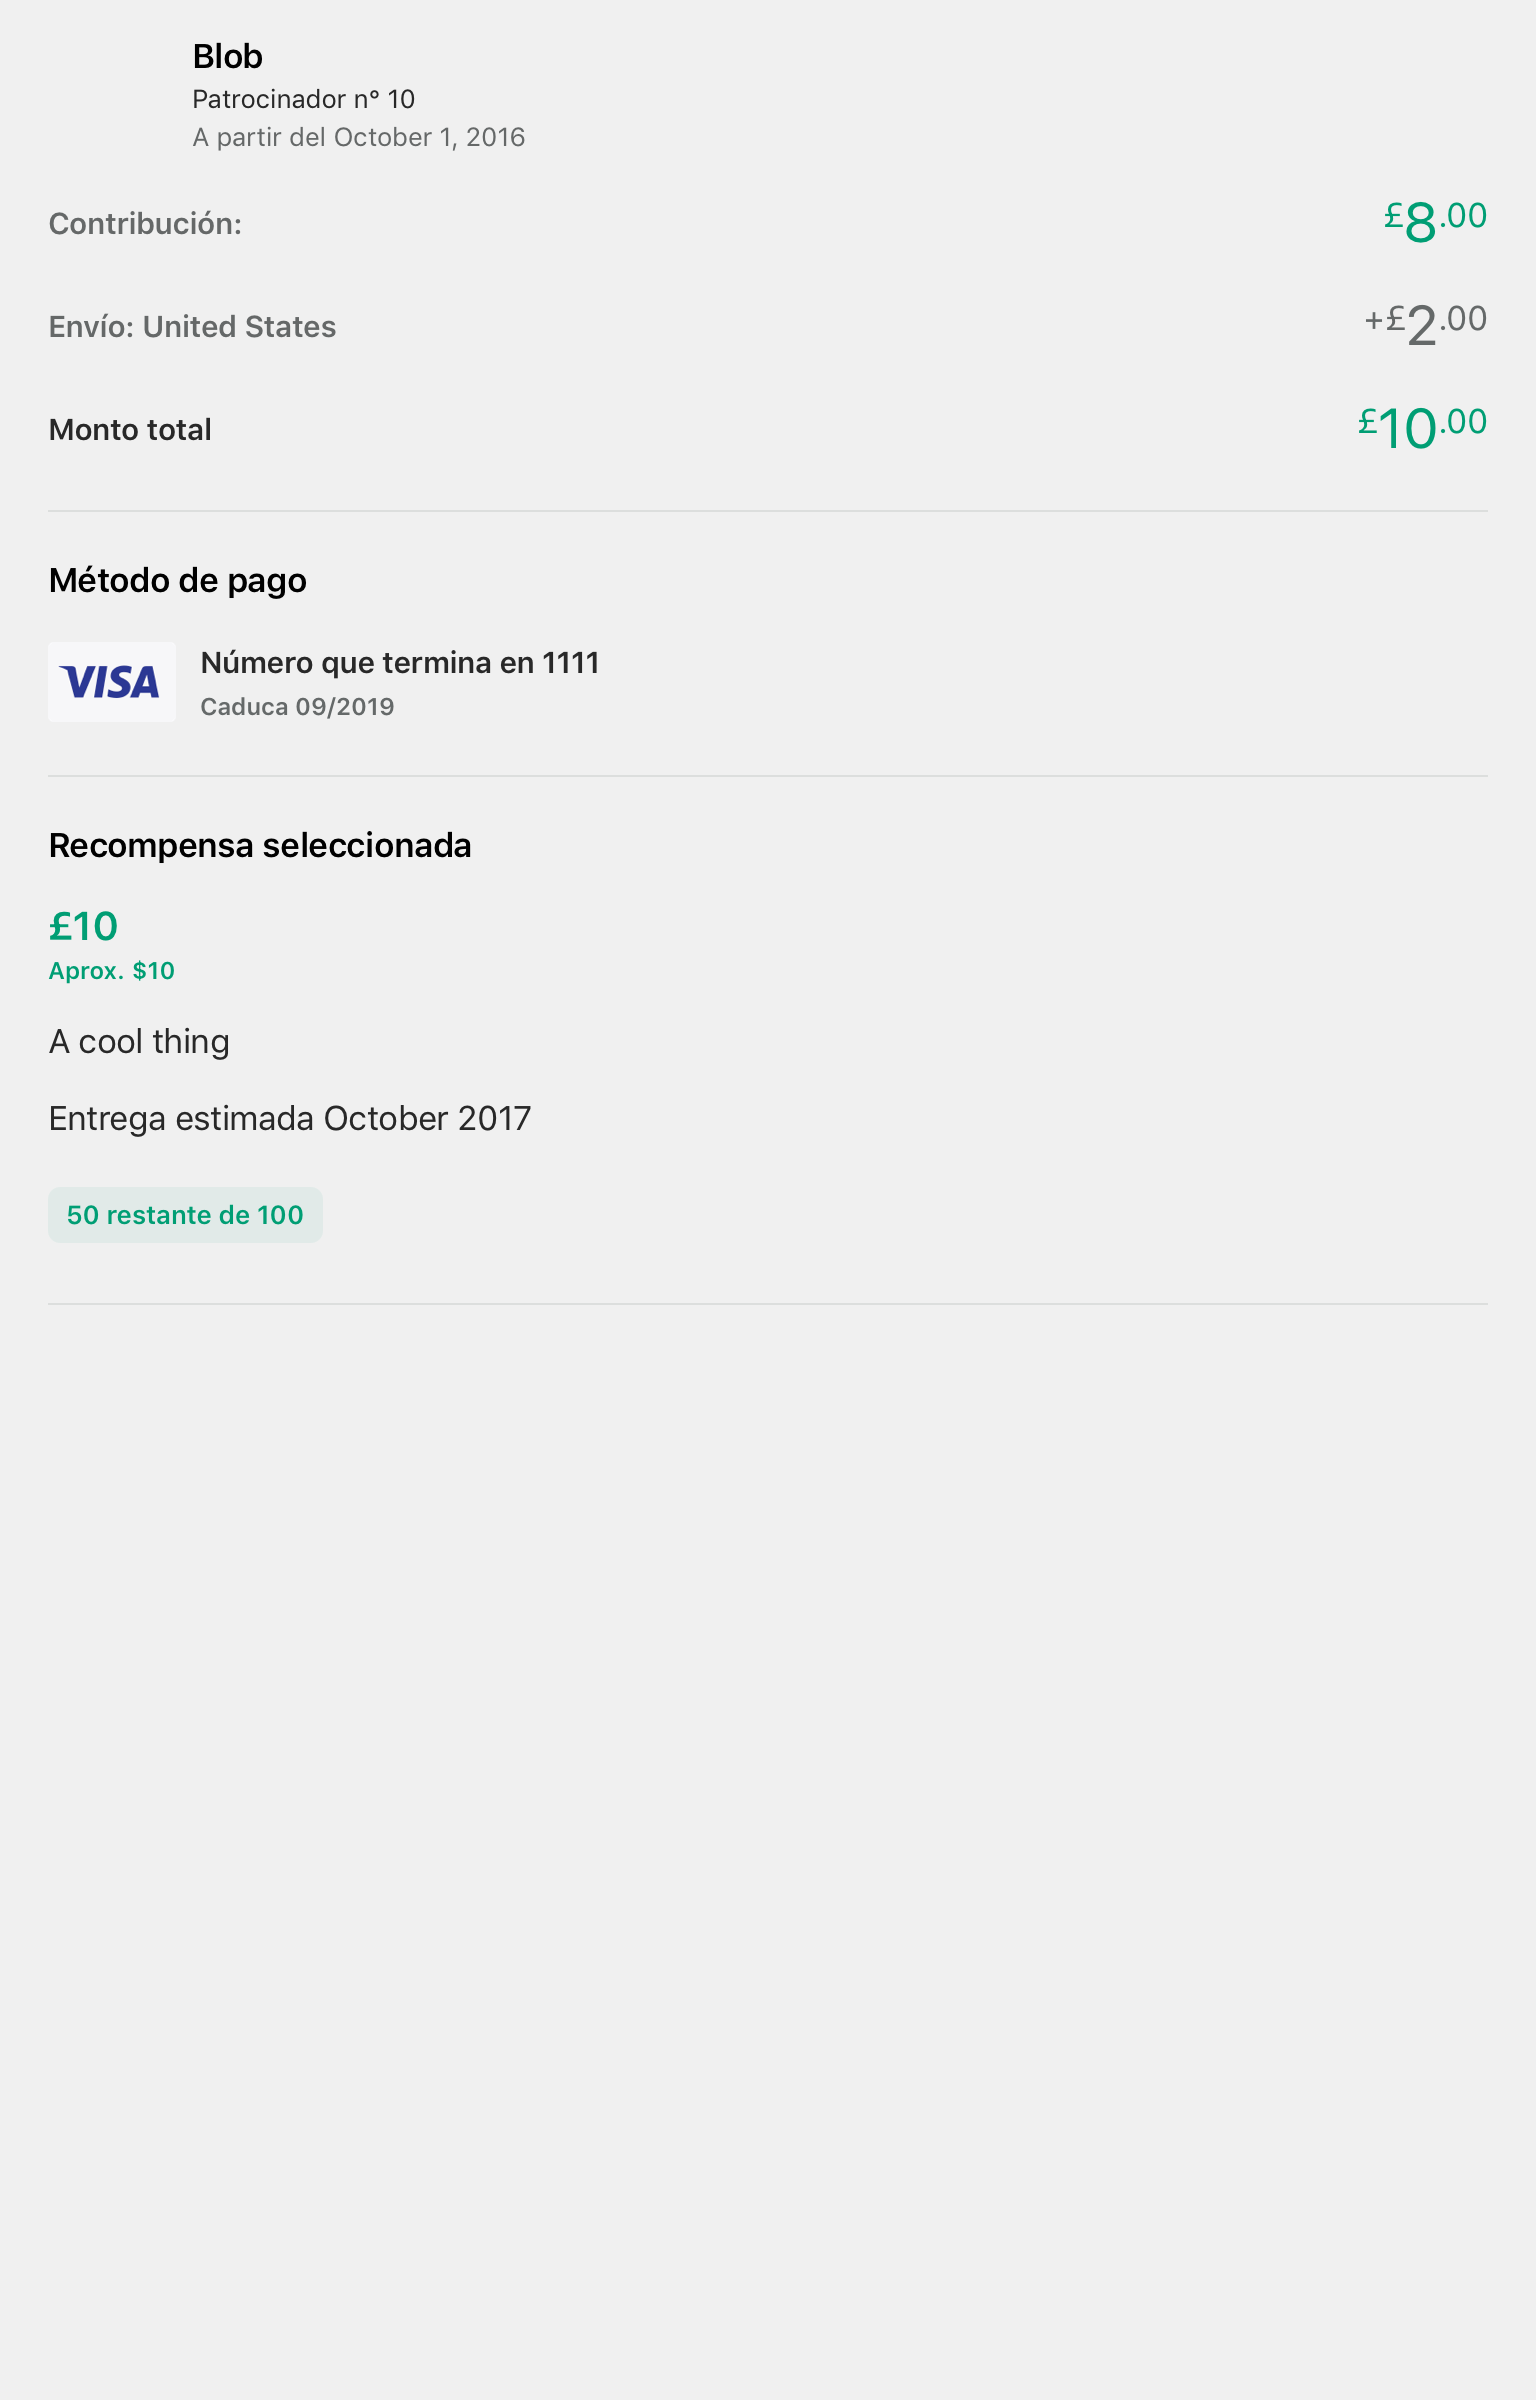 Blob
Patrocinador n° 10
A partir del October 1, 2016
Contribución: £8.00
Envío: United States +£2.00
Monto total £10.00
Método de pago
VISA
Número que termina en 1111
Caduca 09/2019
Recompensa seleccionada
£10
Aprox. $10
A cool thing
Entrega estimada October 2017
50 restante de 100